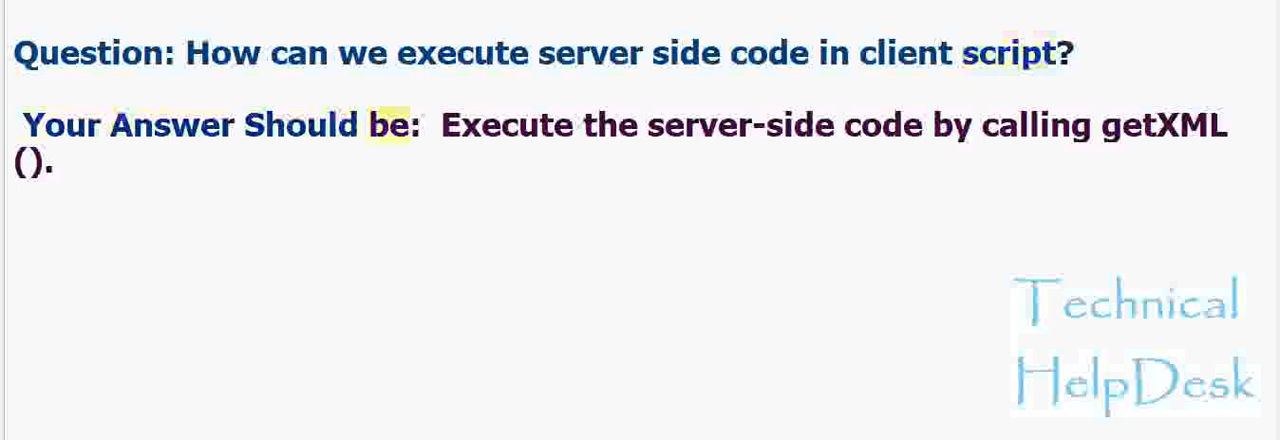 Question: How can we execute server side code in client script?
Your Answer Should be: Execute the server-side code by calling getXML
().
Technical
HelpDesk